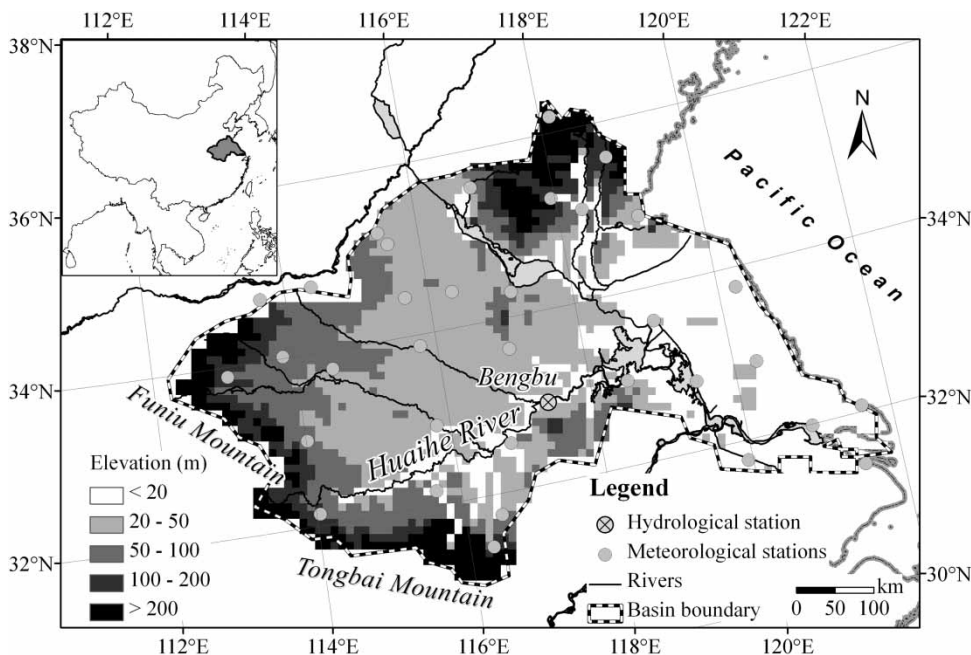 112°E 114°E 116°E 118°E 120°E 122°E
38°N
N
Pacific Ocean
36°N
34°N
Bengbu
34°N
32°N
Huaihe River
Funiu Mountain
Elevation (m)
< 20
20 - 50
50 - 100
100 - 200
> 200
Legend
Hydrological station
Meteorological stations
Rivers
Basin boundary
km
0 50 100
32°N
30°N
Tongbai Mountain
112°E 114°E 116°E 118°E 120°E